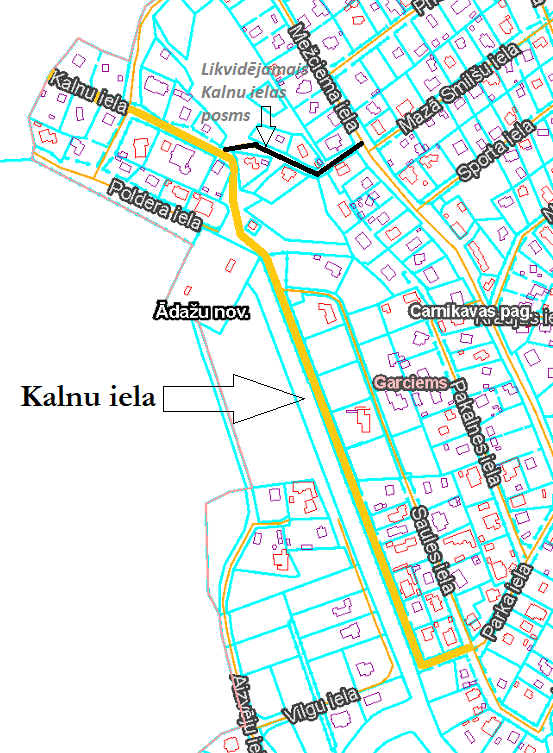 Mežciema iela
Mazā Smilšu iela
Likvidējamais
Kalnu ielas
posms
Kalnu iela
Sporta iela
Poldera iela
Ādažu nov.
Carnikavas pag.
Garciems
Kalnu iela
Pakalnes iela
Saules iela
Parka iela
Vilgu iela